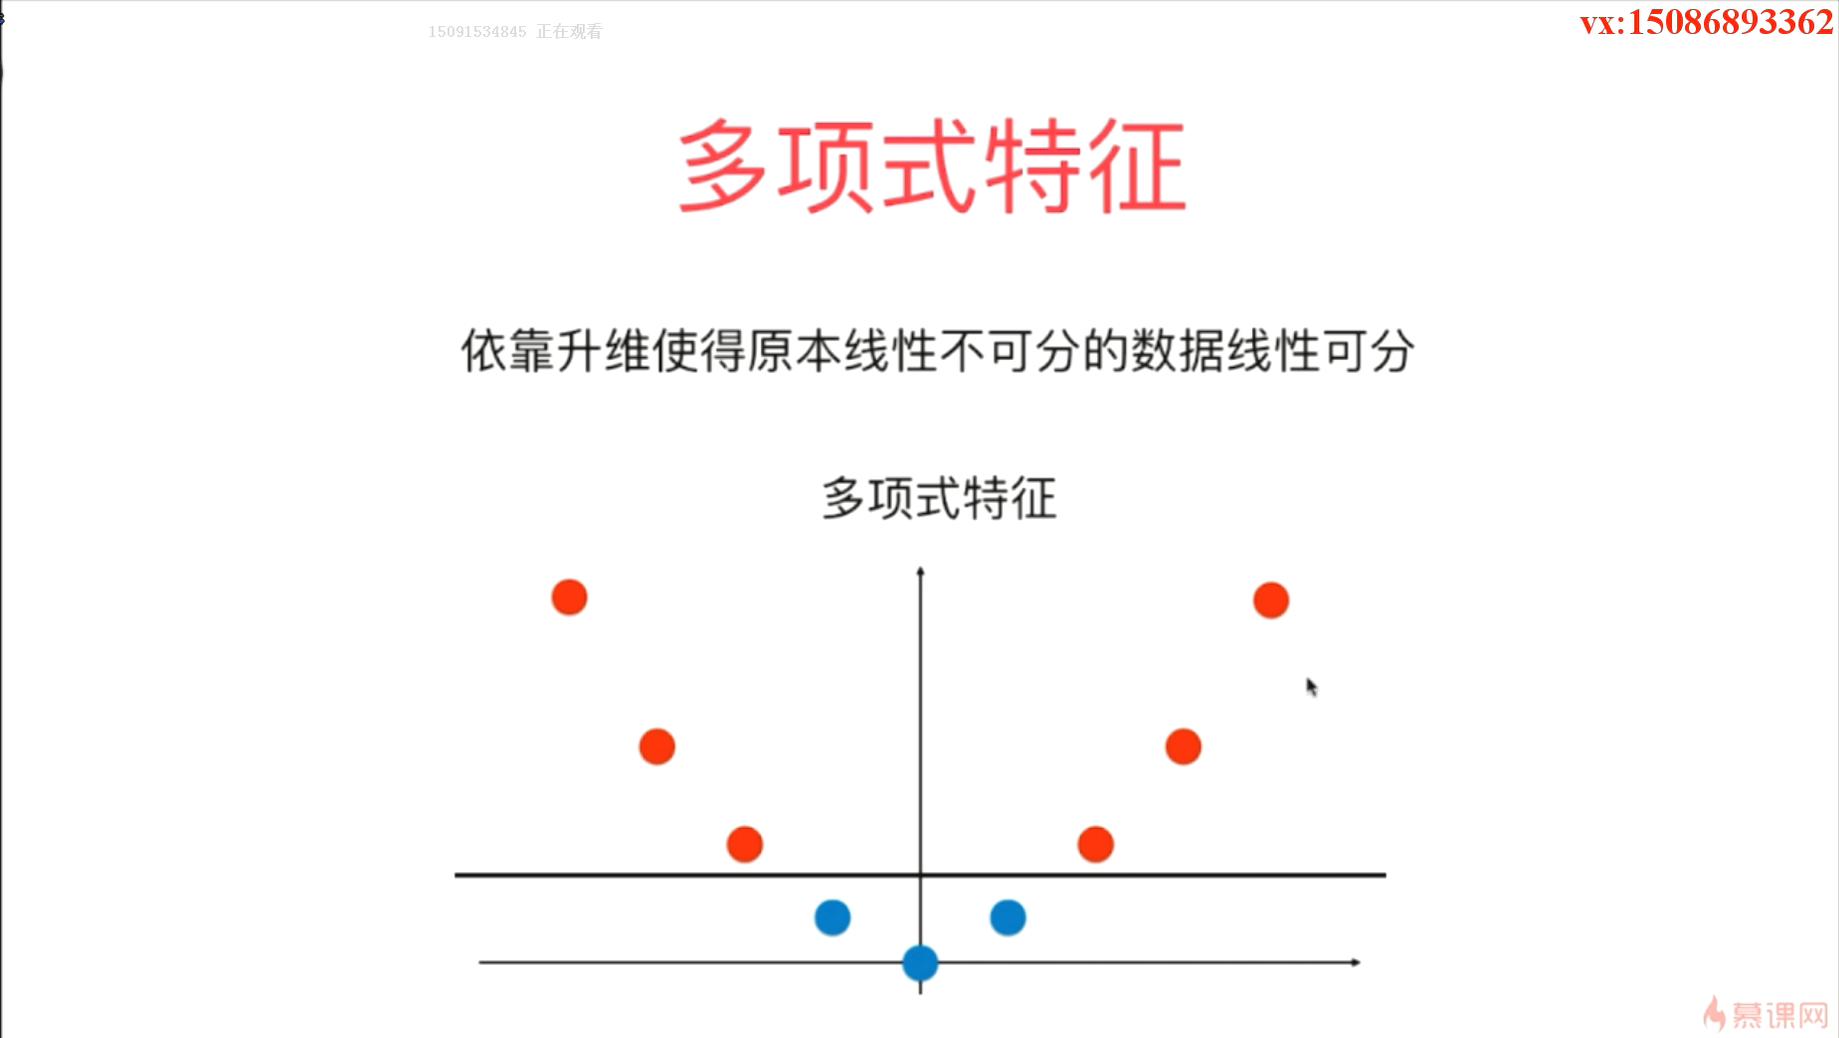 15091534845 正在观看
vx:15086893362
多项式特征
依靠升维使得原本线性不可分的数据线性可分
多项式特征
慕课网